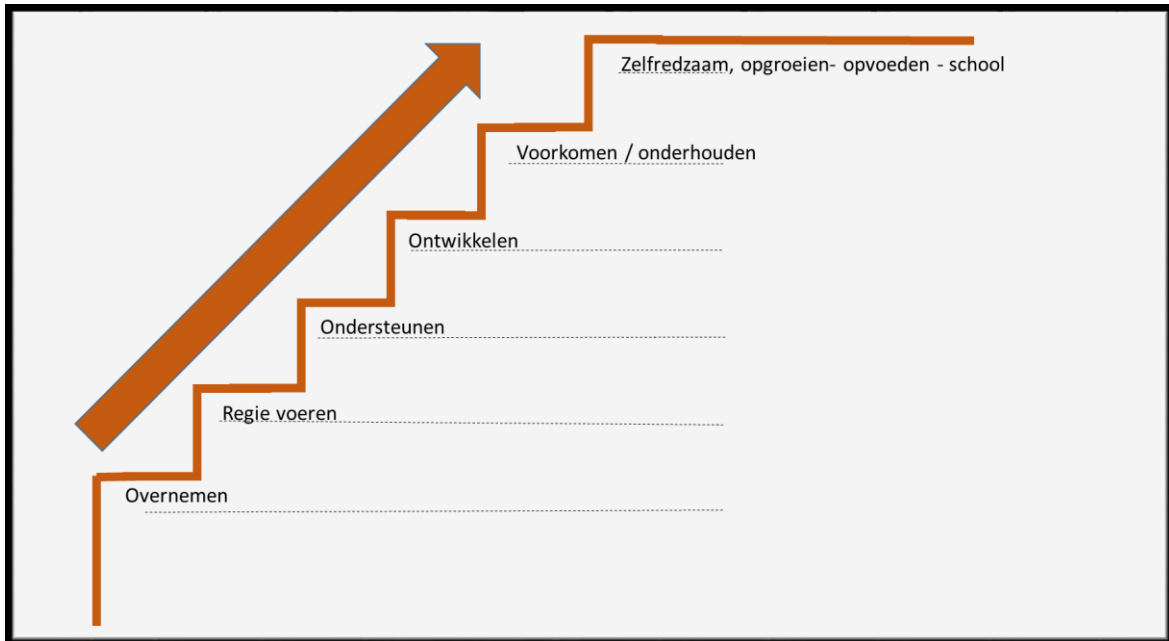 Zelfredzaam, opgroeien- opvoeden - school
Voorkomen / onderhouden
Ontwikkelen
Ondersteunen
Regie voeren
Overnemen